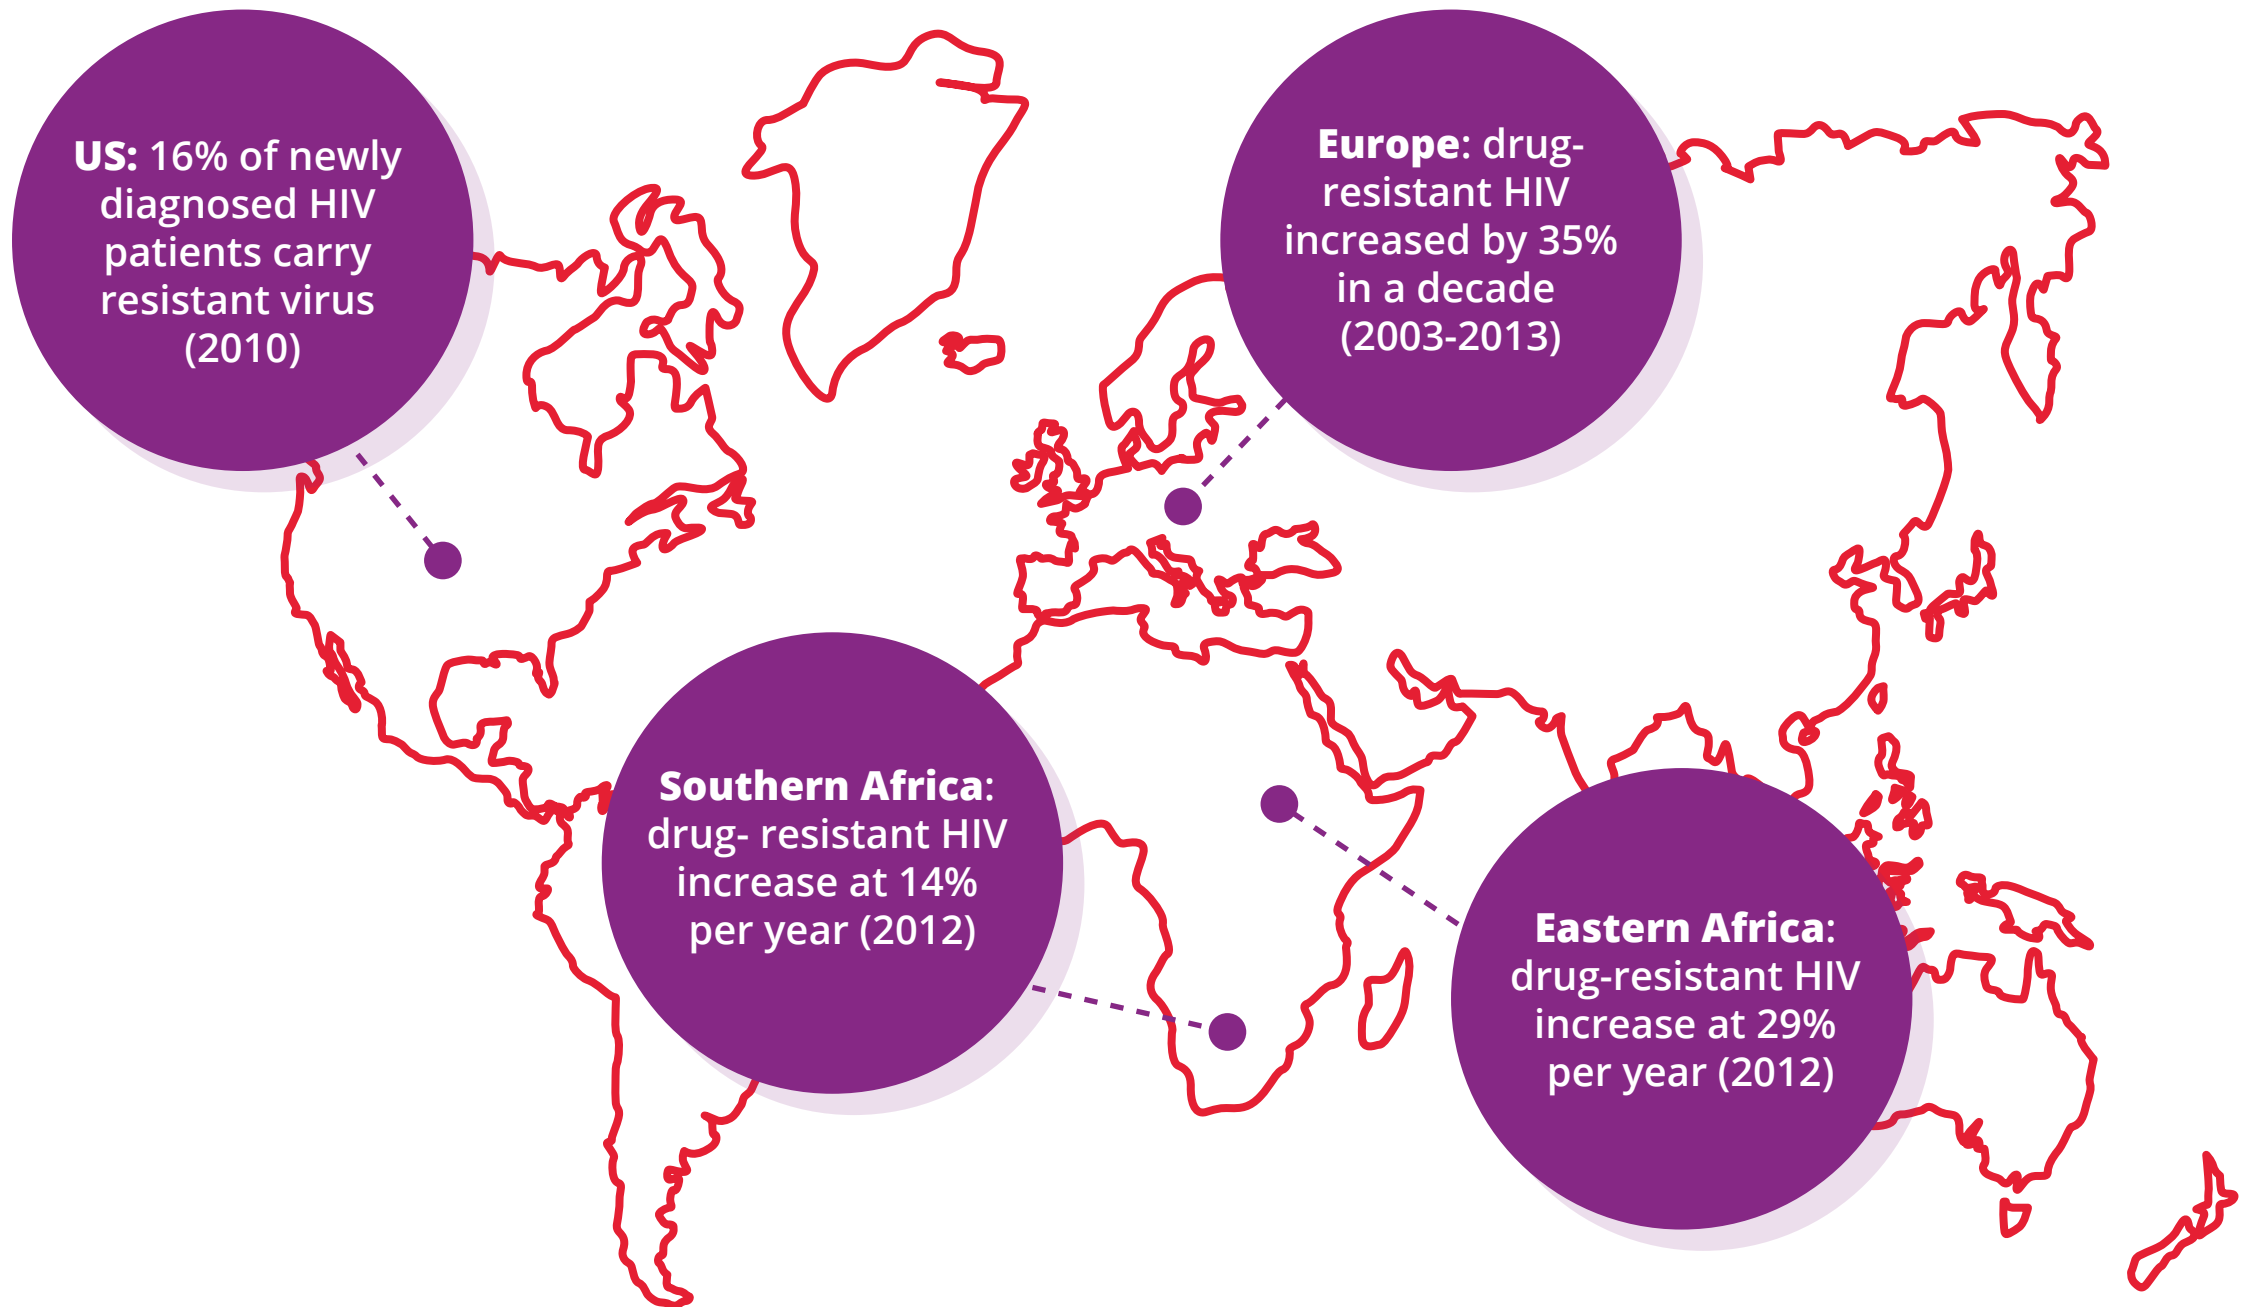 US: 16% of newly
diagnosed HIV
patients carry
resistant virus
(2010)
Europe: drug-
resistant HIV
increased by 35%
in a decade
(2003-2013)
Southern Africa:
drug- resistant HIV
increase at 14%
per year (2012)
Eastern Africa:
drug-resistant HIV
increase at 29%
per year (2012)